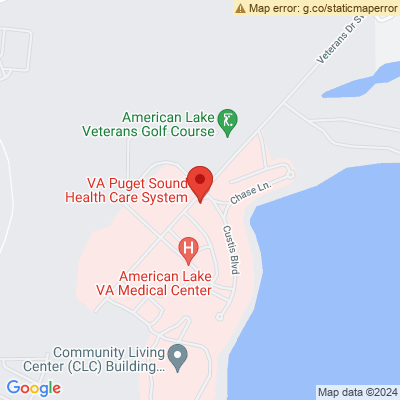 Map error: g.co/staticmaperror
Veterans Dr S
American Lake
Veterans Golf Course
VA Puget Sound
Health Care System
Chase Ln.
Custis Blvd
H
American Lake
VA Medical Center
Community Living
Center (CLC) Building...
Google
Map data ©2024